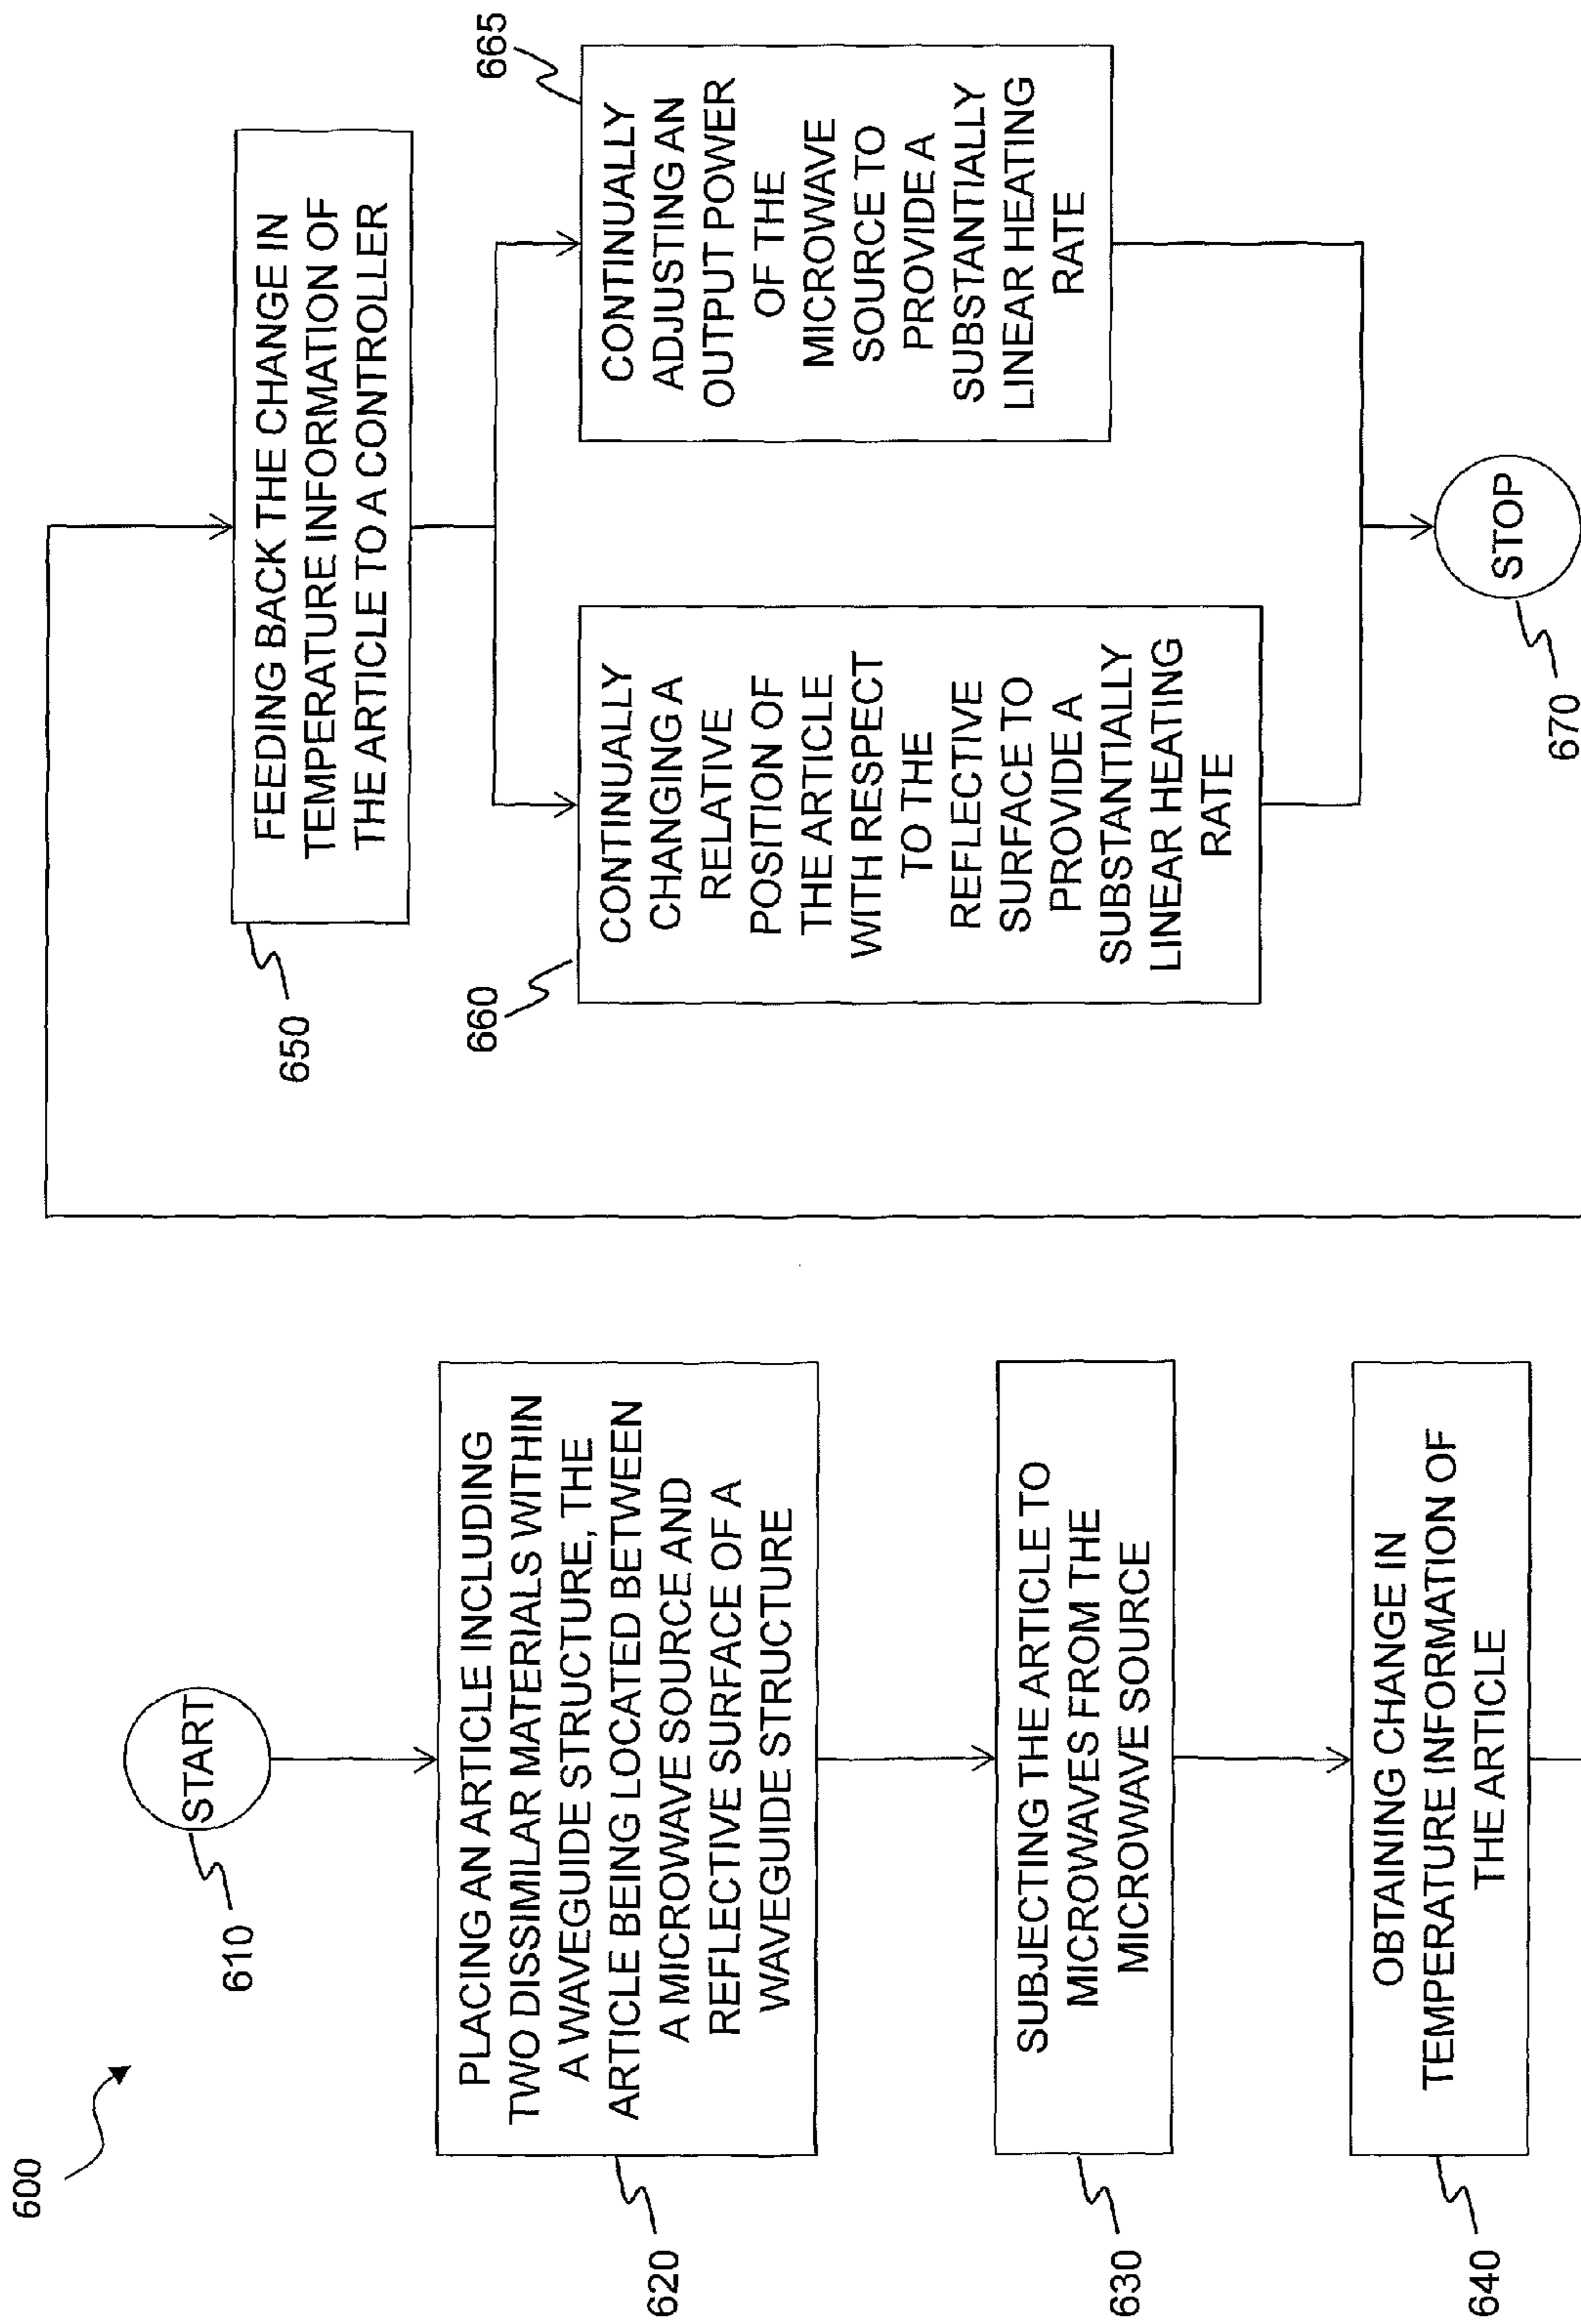 600
START
610
PLACING AN ARTICLE INCLUDING
TWO DISSIMILAR MATERIALS WITHIN
A WAVEGUIDE STRUCTURE, THE
ARTICLE BEING LOCATED BETWEEN
A MICROWAVE SOURCE AND
REFLECTIVE SURFACE OF A
WAVEGUIDE STRUCTURE
620
SUBJECTING THE ARTICLE TO
MICROWAVES FROM THE
MICROWAVE SOURCE
630
OBTAINING CHANGE IN
TEMPERATURE INFORMATION OF
THE ARTICLE
640
FEEDING BACK THE CHANGE IN
TEMPERATURE INFORMATION OF
THE ARTICLE TO A CONTROLLER
650
660
CONTINUALLY
CHANGING A
RELATIVE
POSITION OF
THE ARTICLE
WITH RESPECT
TO THE
REFLECTIVE
SURFACE TO
PROVIDE A
SUBSTANTIALLY
LINEAR HEATING
RATE
665
CONTINUALLY
ADJUSTING AN
OUTPUT POWER
OF THE
MICROWAVE
SOURCE TO
PROVIDE A
SUBSTANTIALLY
LINEAR HEATING
RATE
STOP
670